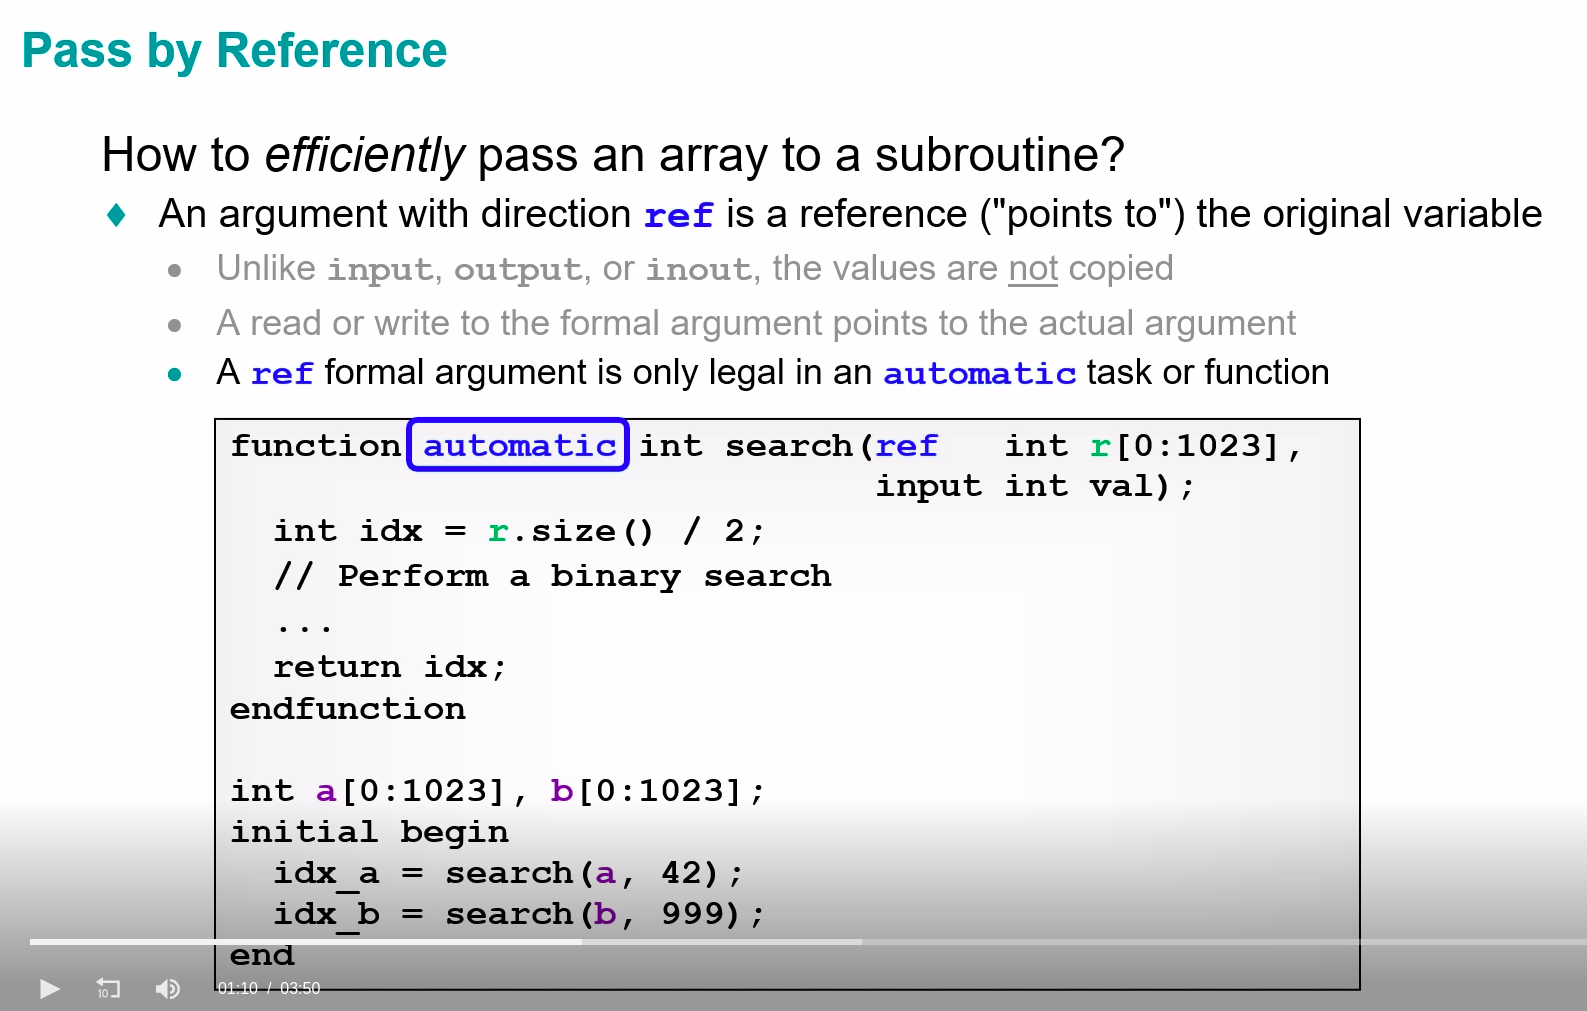 Pass by Reference
How to efficiently pass an array to a subroutine?
An argument with direction ref is a reference ("points to") the original variable
Unlike input, output, or inout, the values are not copied
A read or write to the formal argument points to the actual argument
A ref formal argument is only legal in an automatic task or function
function automatic int search(ref   int r[0:1023],
                              input int val);
  int idx = r.size() / 2;
  // Perform a binary search
  ...
  return idx;
endfunction
int a[0:1023], b[0:1023];
initial begin
  idx_a = search(a, 42);
  idx_b = search(b, 999);
end
10
01:10 / 03:50